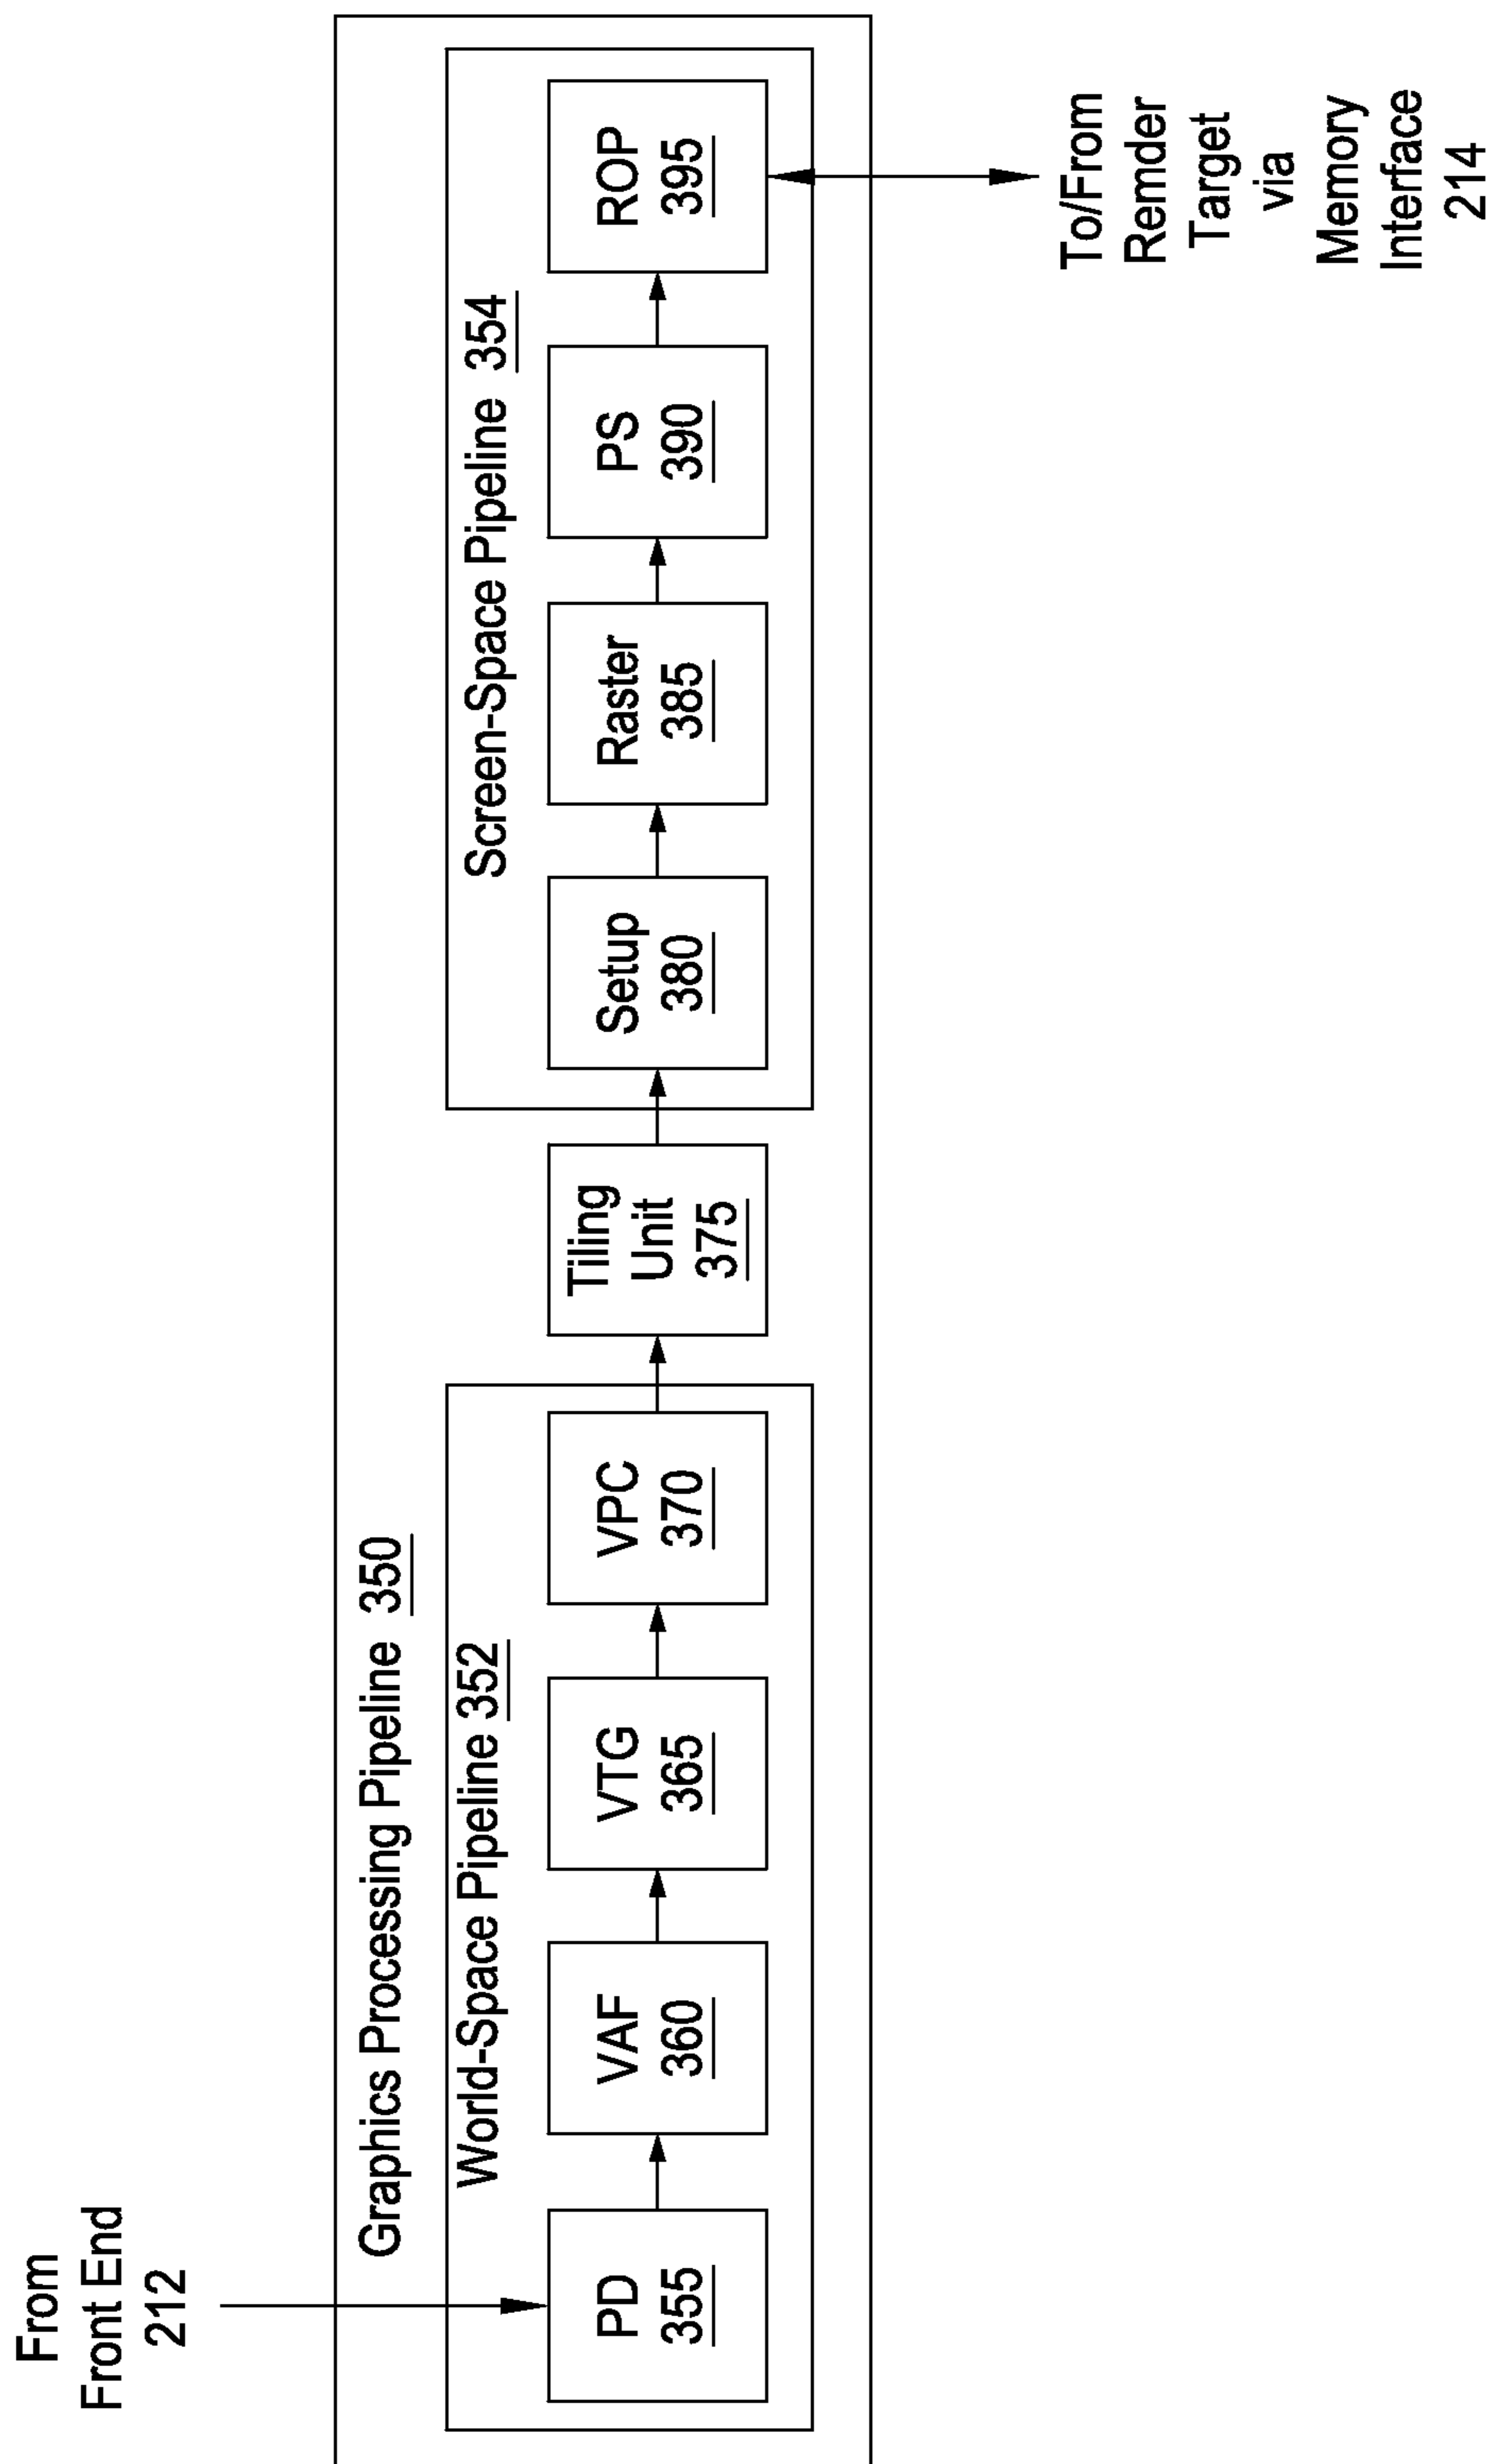 From
Front End
212
Graphics Processing Pipeline 350
World-Space Pipeline 352
PD
355
VAF
360
VTG
365
VPC
370
Tiling
Unit
375
Screen-Space Pipeline 354
Setup
380
Raster
385
PS
390
ROP
395
To/From
Remder
Target
via
Memory
Interface
214